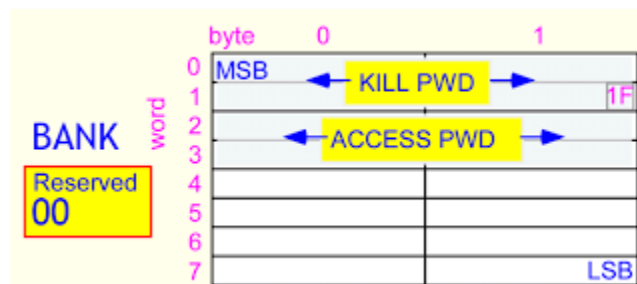 byte 0 1
0 MSB
KILL PWD
1 1F
word
2
ACCESS PWD
3
BANK
Reserved
00
4
5
6
7 LSB